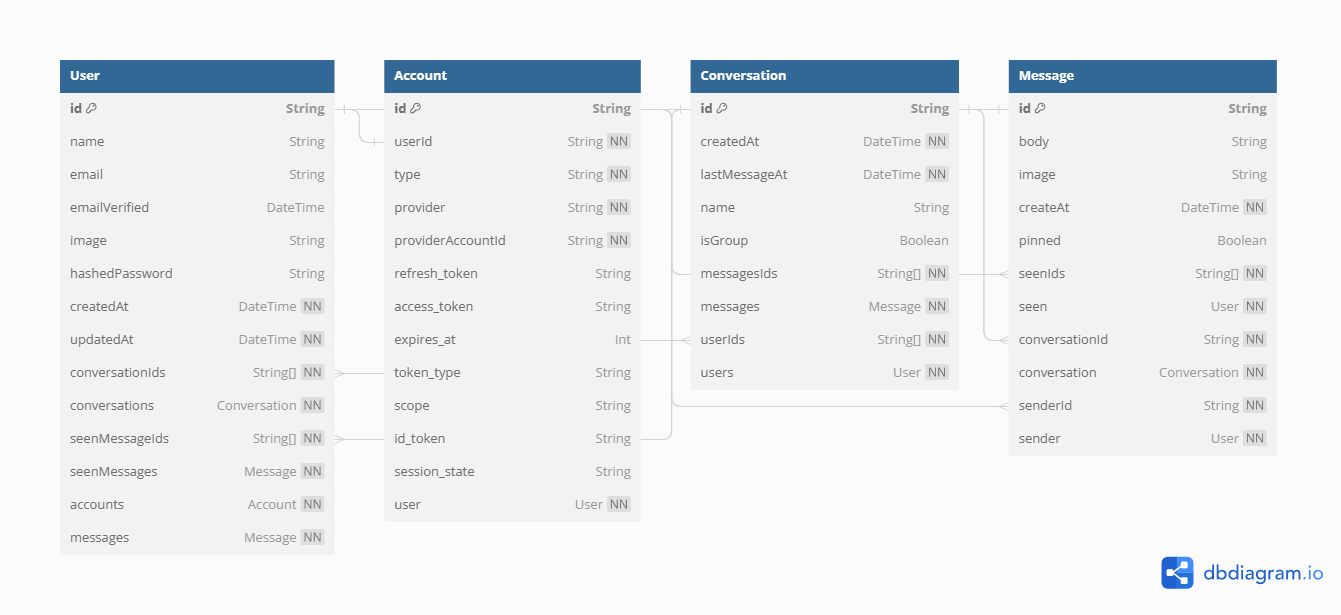 User
id String
name String
email String
emailVerified DateTime
image String
hashedPassword String
createdAt DateTime NN
updatedAt DateTime NN
conversationIds String[] NN
conversations Conversation NN
seenMessageIds String[] NN
seenMessages Message NN
accounts Account NN
messages Message NN
Account
id String
userId String NN
type String NN
provider String NN
providerAccountId String NN
refresh_token String
access_token String
expires_at Int
token_type String
scope String
id_token String
session_state String
user User NN
Conversation
id String
createdAt DateTime NN
lastMessageAt DateTime NN
name String
isGroup Boolean
messagesIds String[] NN
messages Message NN
userIds String[] NN
users User NN
Message
id String
body String
image String
createAt DateTime NN
pinned Boolean
seenIds String[] NN
seen User NN
conversationId String NN
conversation Conversation NN
senderId String NN
sender User NN
dbdiagram.io